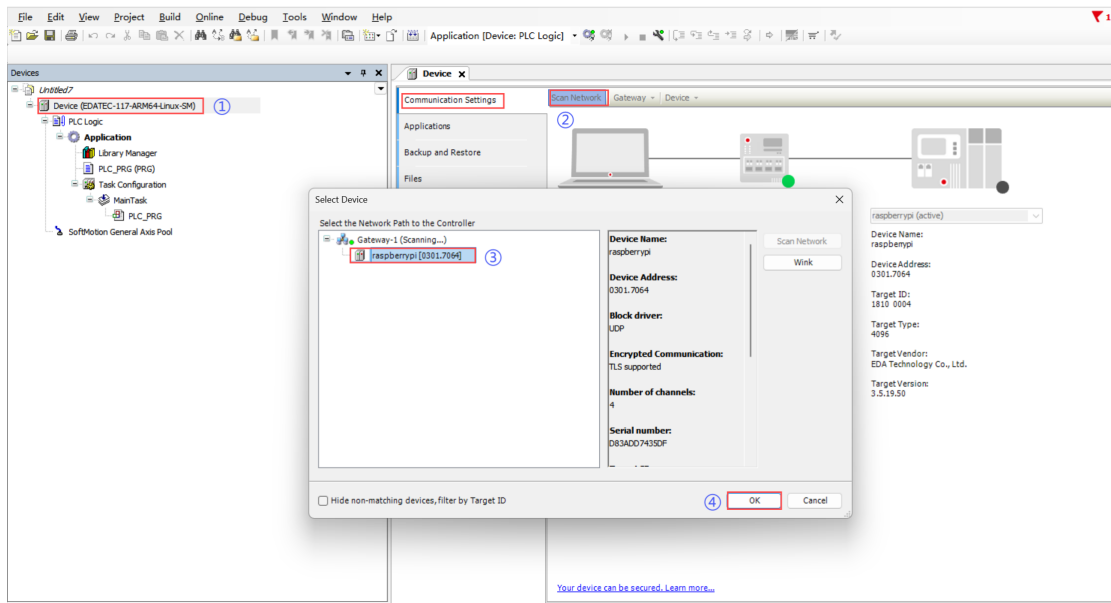 File Edit View Project Build Online Debug Tools Window Help
1
Application [Device: PLC Logic]
Devices
Untitled7
Device (EDATEC-117-ARM64-Linux-SM)
①
PLC Logic
Application
Library Manager
PLC_PRG (PRG)
Task Configuration
MainTask
PLC_PRG
SoftMotion General Axis Pool
Device
Communication Settings
Applications
Backup and Restore
Files
Scan Network Gateway Device
②
Select Device
Select the Network Path to the Controller
Gateway-1 (Scanning...)
raspberrypi [0301.7064]
③
Device Name:
raspberrypi
Device Address:
0301.7064
Block driver:
UDP
Encrypted Communication:
TLS supported
Number of channels:
4
Serial number:
D83ADD7435DF
Scan Network
Wink
Hide non-matching devices, filter by Target ID
④
OK
Cancel
raspberrypi (active)
Device Name:
raspberrypi
Device Address:
0301.7064
Target ID:
1810 0004
Target Type:
4096
Target Vendor:
EDA Technology Co., Ltd.
Target Version:
3.5.19.50
Your device can be secured. Learn more...